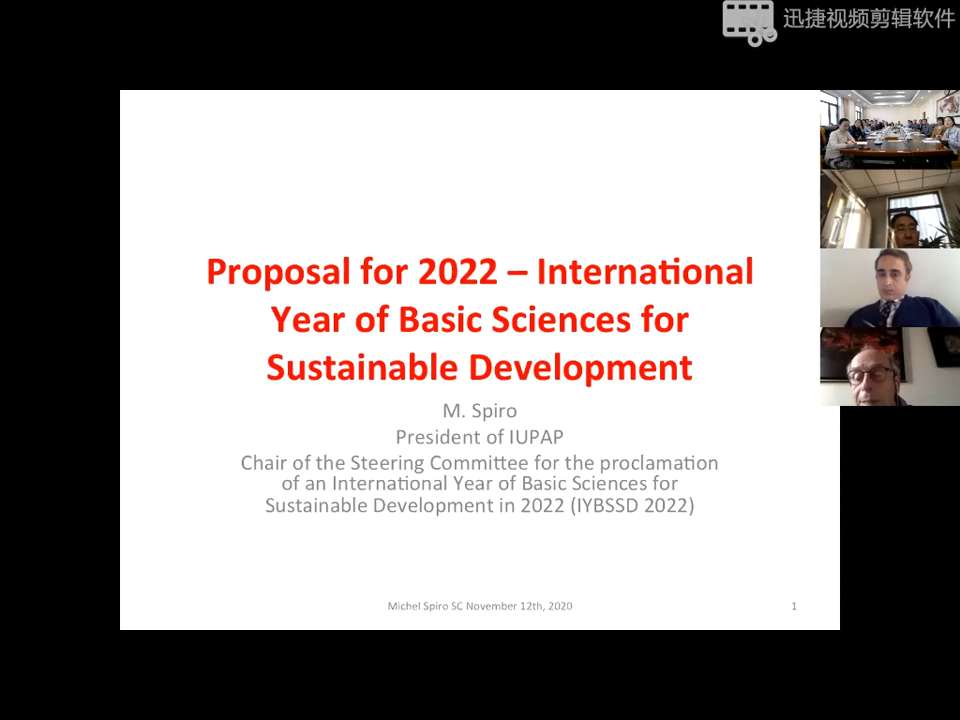 迅捷视频剪辑软件
Proposal for 2022 – International
Year of Basic Sciences for
Sustainable Development
M. Spiro
President of IUPAP
Chair of the Steering Committee for the proclamation
of an International Year of Basic Sciences for
Sustainable Development in 2022 (IYBSSD 2022)
Michel Spiro SC November 12th, 2020
1